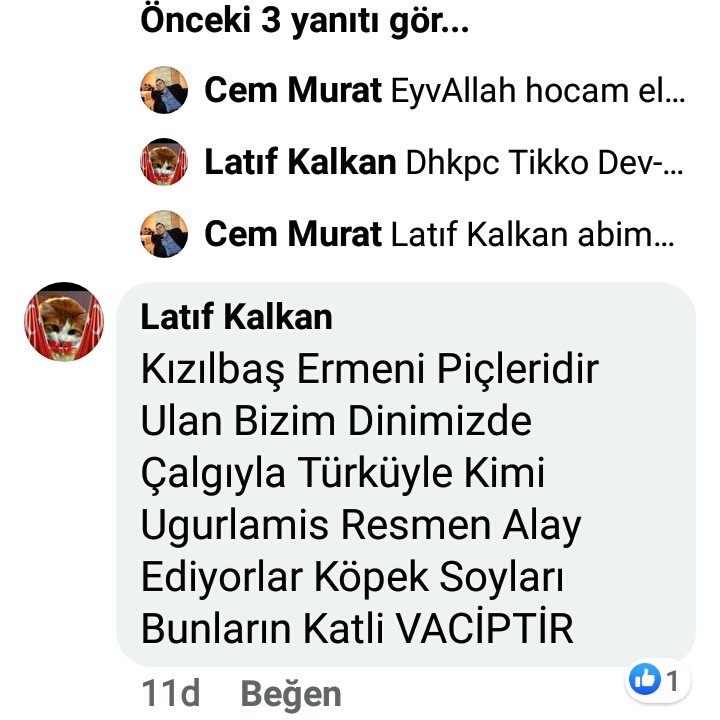 Önceki 3 yanıtı gör...
Cem Murat EyvAllah hocam el...
Latıf Kalkan Dhkpc Tikko Dev-...
Cem Murat Latıf Kalkan abim...
Latıf Kalkan
Kızılbaş Ermeni Piçleridir
Ulan Bizim Dinimizde
Çalgıyla Türküyle Kimi
Ugurlamis Resmen Alay
Ediyorlar Köpek Soyları
Bunların Katli VACİPTİR
11d Beğen 1